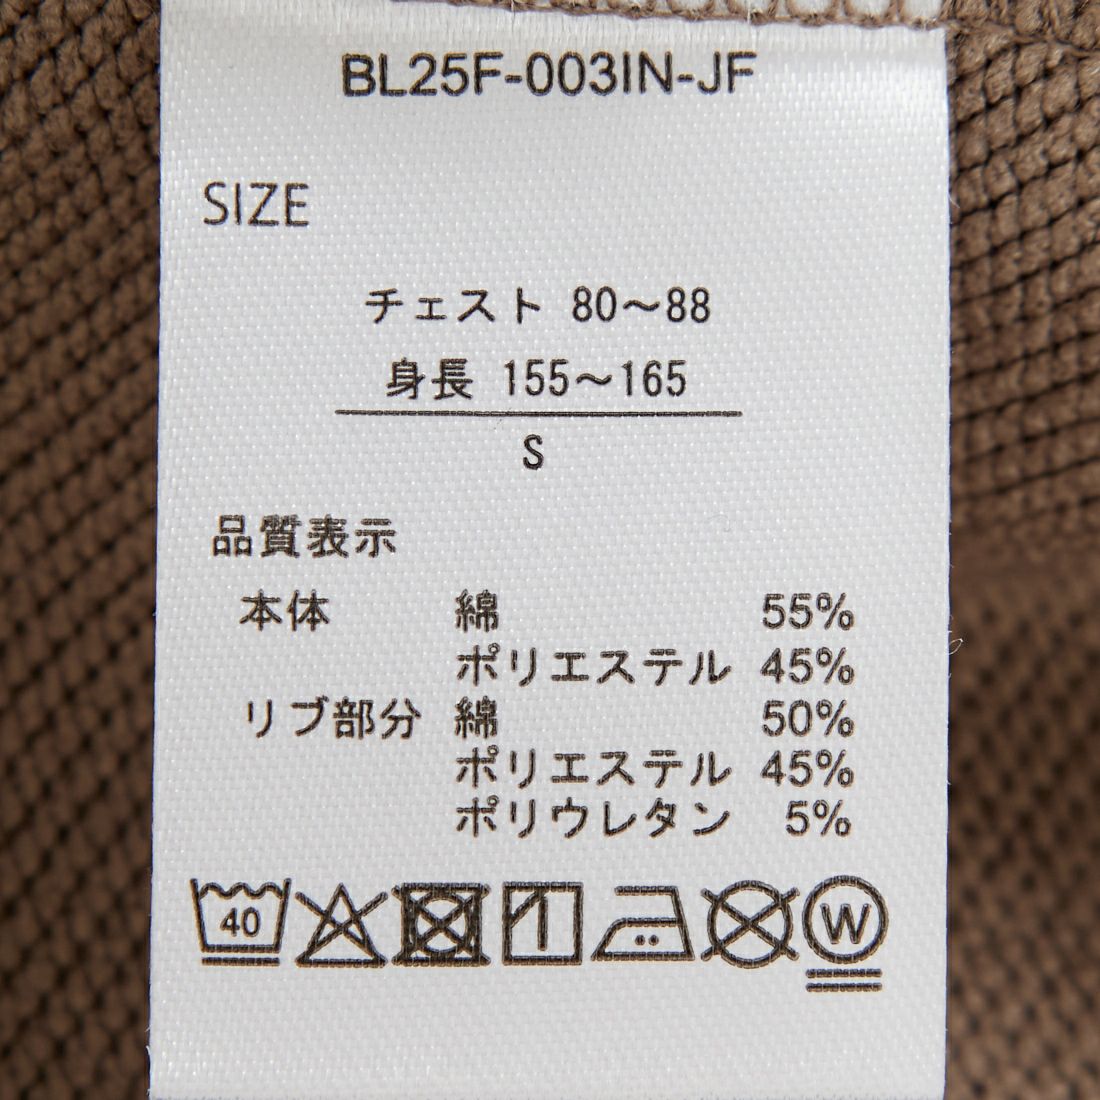 BL25F-003IN-JF
SIZE
チェスト 80～88
身長 155～165
S
品質表示
本体 綿 55%
ポリエステル 45%
リブ部分 綿 50%
ポリエステル 45%
ポリウレタン 5%
40 W